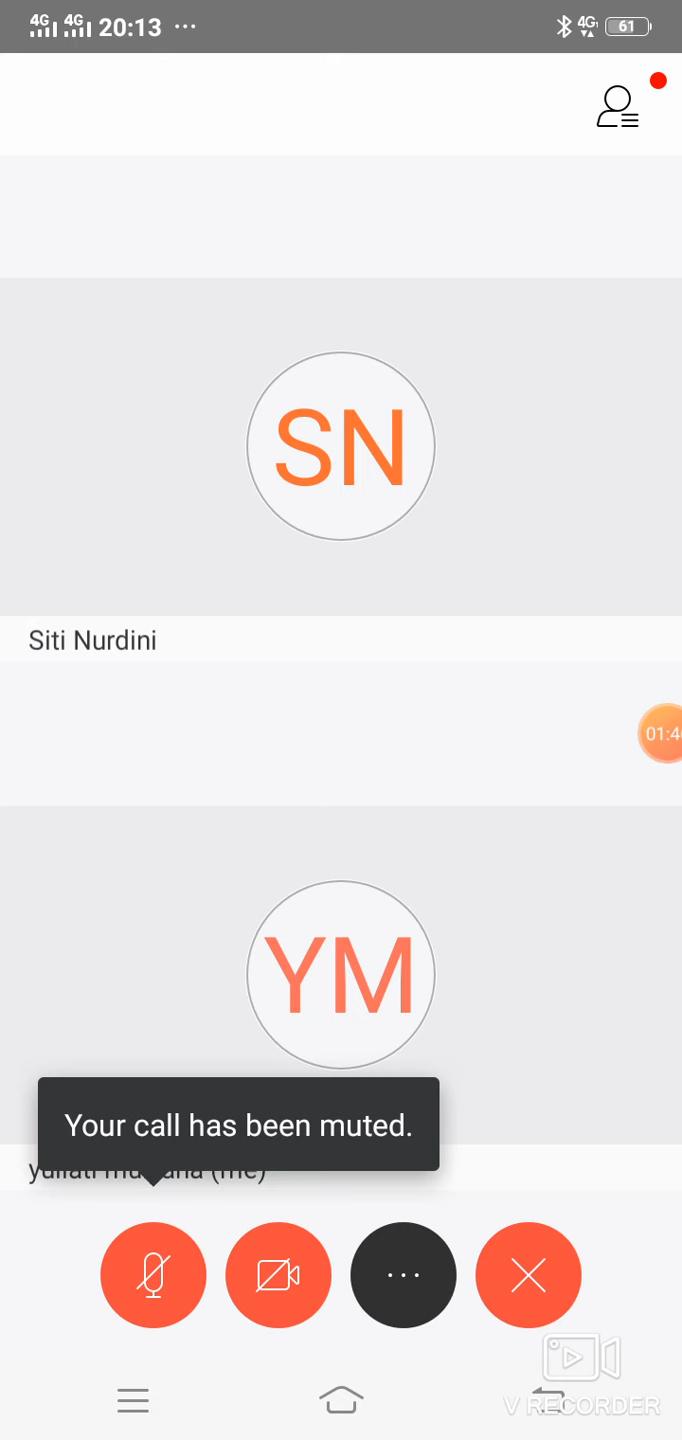 4G 4G 20:13 ... 4G 61
SN
Siti Nurdini
01:4
YM
Your call has been muted.
(me)
V RECORDER